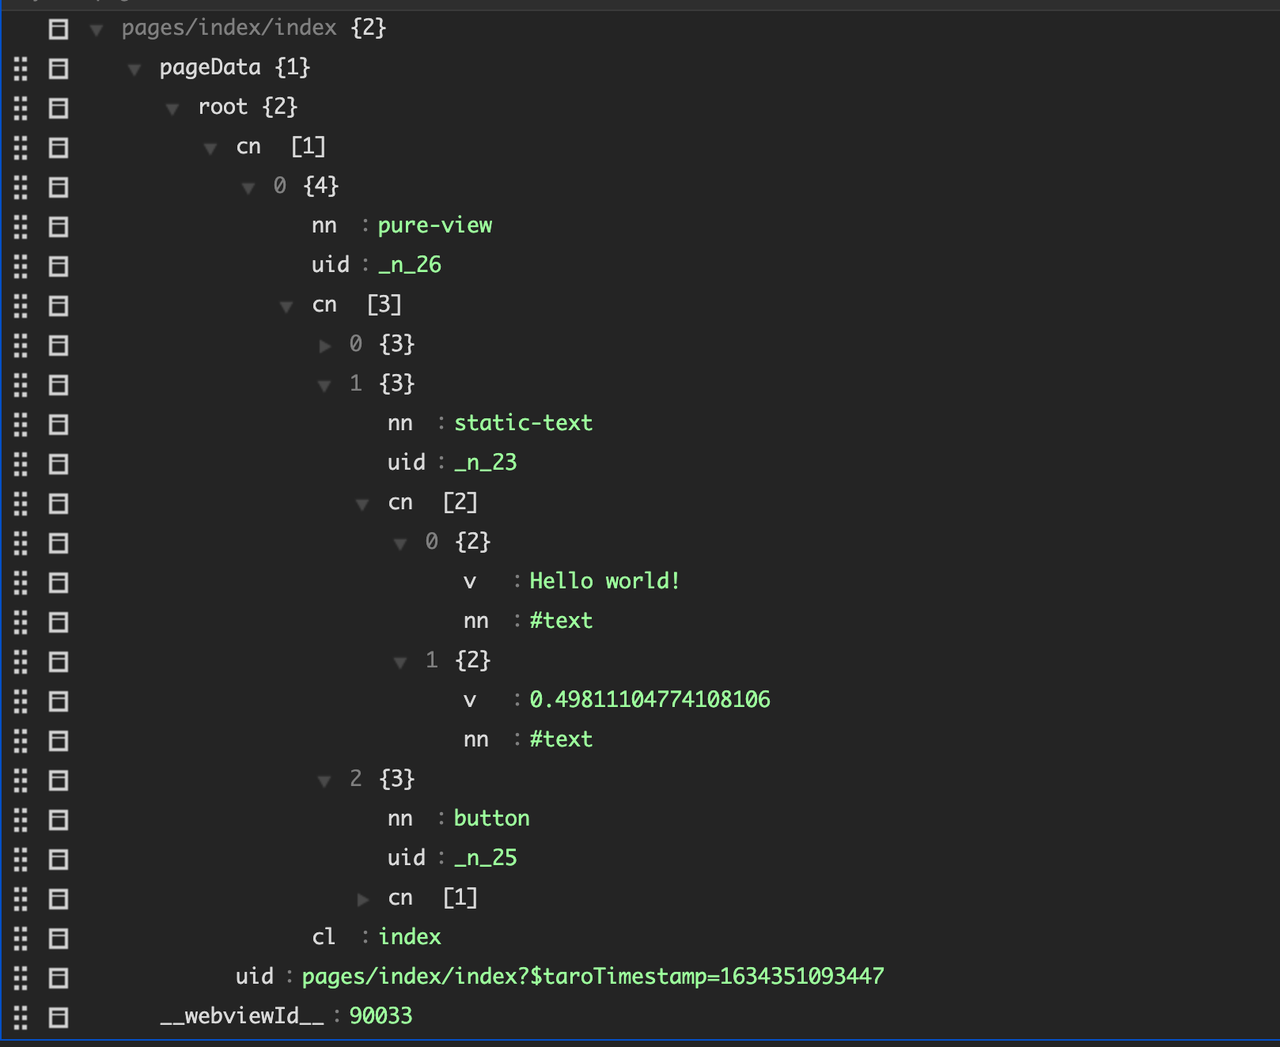 pages/index/index {2}
pageData {1}
root {2}
cn [1]
0 {4}
nn : pure-view
uid : _n_26
cn [3]
0 {3}
1 {3}
nn : static-text
uid : _n_23
cn [2]
0 {2}
v : Hello world!
nn : #text
1 {2}
v : 0.49811104774108106
nn : #text
2 {3}
nn : button
uid : _n_25
cn [1]
cl : index
uid : pages/index/index?$taroTimestamp=1634351093447
__webviewId__ : 90033